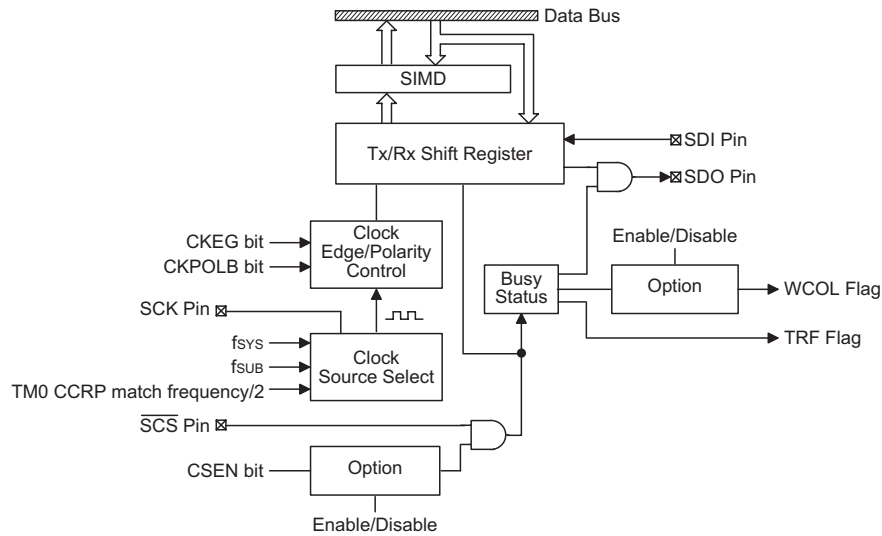 Data Bus
SIMD
Tx/Rx Shift Register
SDI Pin
SDO Pin
CKEG bit
CKPOLB bit
Clock
Edge/Polarity
Control
Enable/Disable
Busy
Status
Option
WCOL Flag
SCK Pin
TRF Flag
fSYS
fSUB
TM0 CCRP match frequency/2
Clock
Source Select
SCS Pin
CSEN bit
Option
Enable/Disable